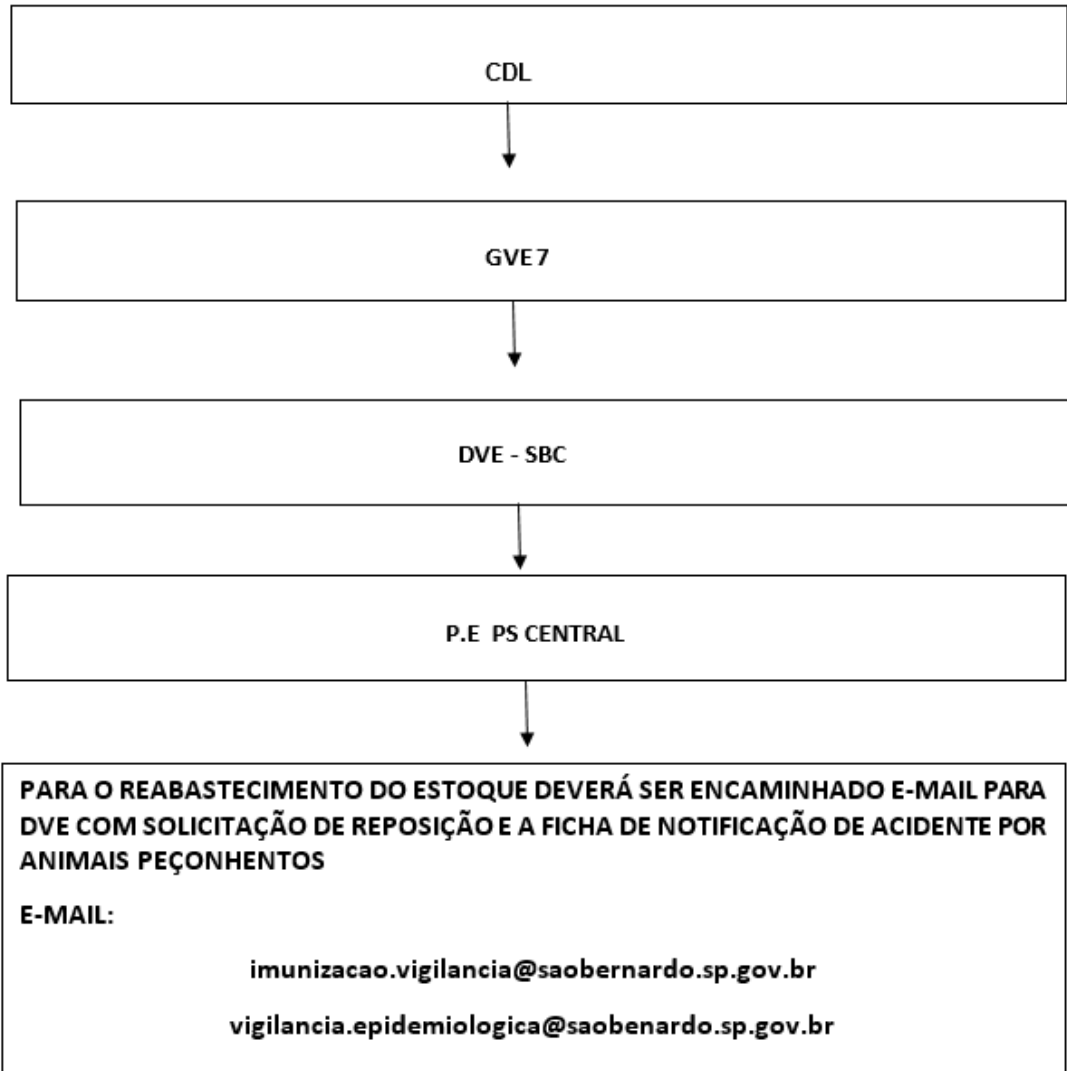 CDL
GVE 7
DVE - SBC
P.E PS CENTRAL
PARA O REABASTECIMENTO DO ESTOQUE DEVERÁ SER ENCAMINHADO E-MAIL PARA
DVE COM SOLICITAÇÃO DE REPOSIÇÃO E A FICHA DE NOTIFICAÇÃO DE ACIDENTE POR
ANIMAIS PEÇONHENTOS
E-MAIL:
imunizacao.vigilancia@saobernardo.sp.gov.br
vigilancia.epidemiologica@saobenardo.sp.gov.br